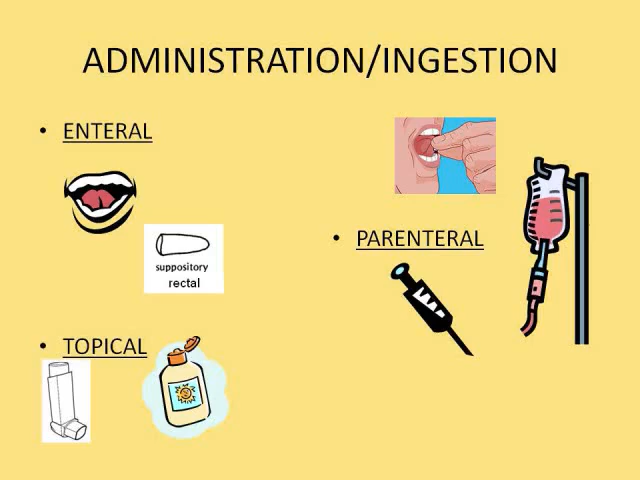 ADMINISTRATION/INGESTION
• ENTERAL
suppository
rectal
• PARENTERAL
• TOPICAL